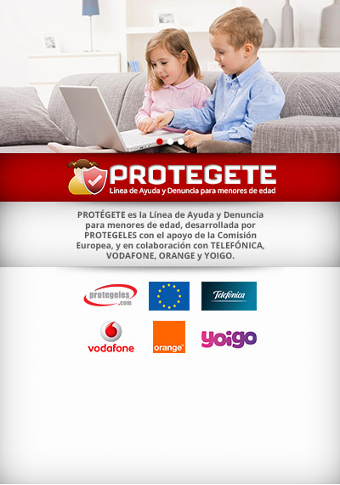 PROTEGETE
Línea de Ayuda y Denuncia para menores de edad
PROTÉGETE es la Línea de Ayuda y Denuncia
para menores de edad, desarrollada por
PROTEGELES con el apoyo de la Comisión
Europea, y en colaboración con TELEFÓNICA,
VODAFONE, ORANGE y YOIGO.
protegeles
.com
Telefónica
vodafone
orange
yoigo